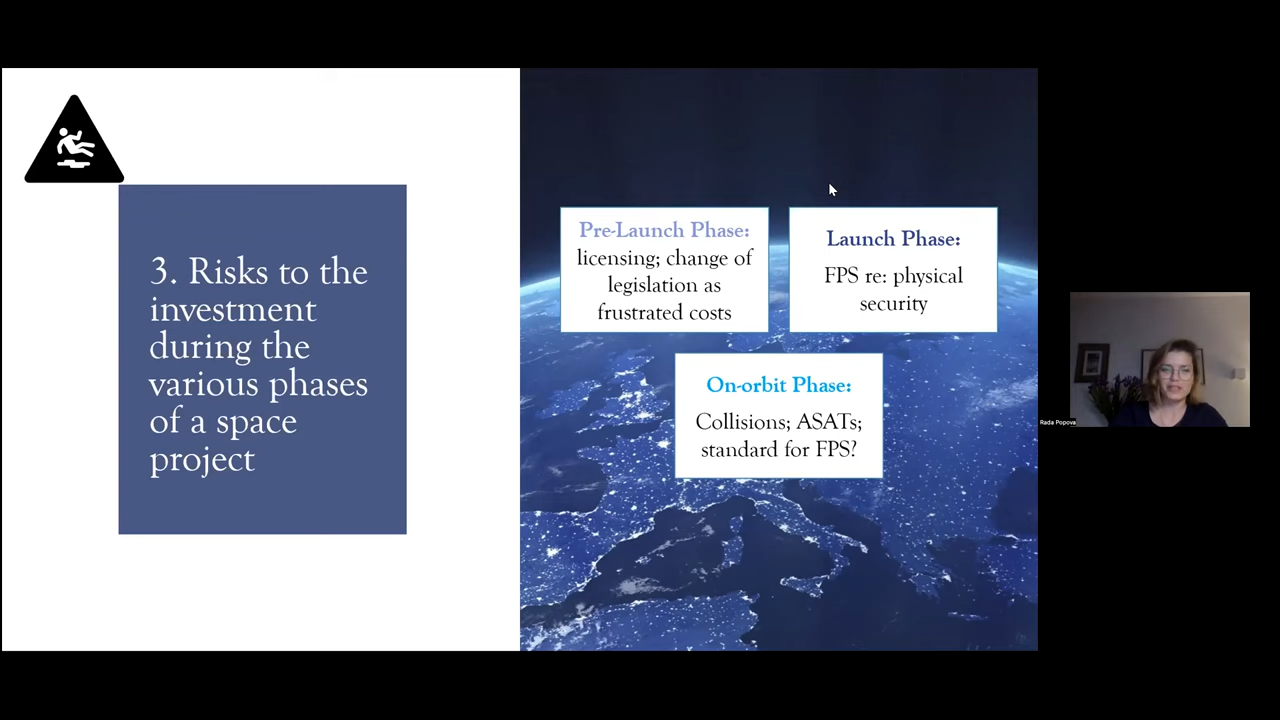 3. Risks to the
investment
during the
various phases
of a space
project
Pre-Launch Phase:
licensing; change of
legislation as
frustrated costs
Launch Phase:
FPS re: physical
security
On-orbit Phase:
Collisions; ASATs;
standard for FPS?
Rada Popova